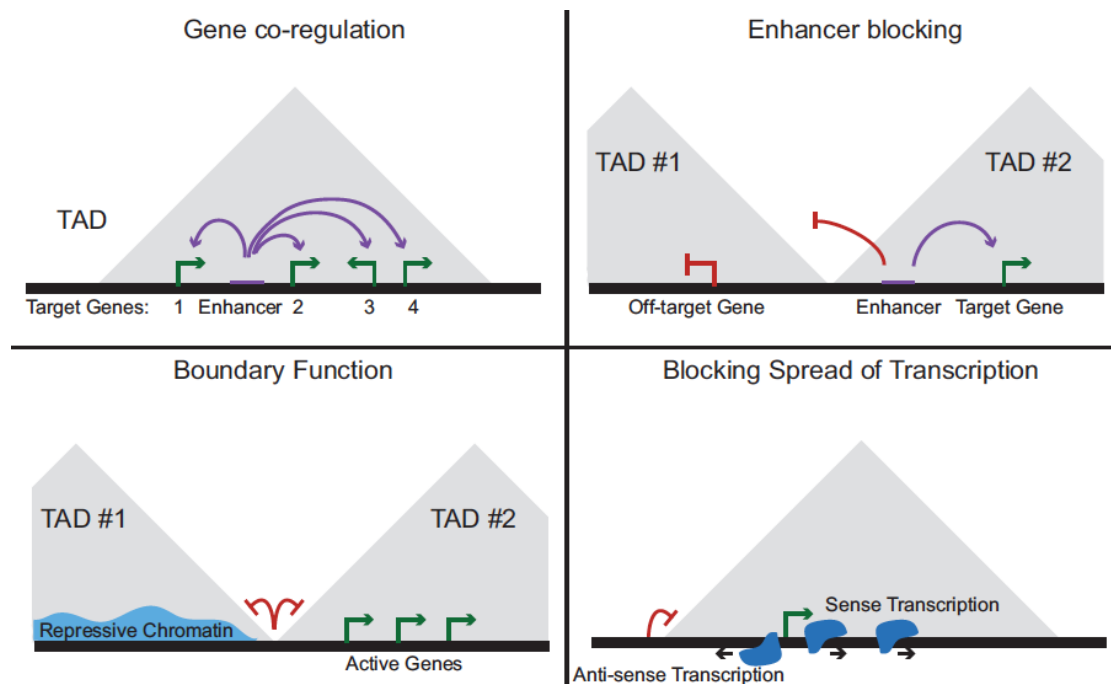 Gene co-regulation
TAD
Target Genes: 1 Enhancer 2 3 4
Enhancer blocking
TAD #1 TAD #2
Off-target Gene Enhancer Target Gene
Boundary Function
TAD #1 TAD #2
Repressive Chromatin
Active Genes
Blocking Spread of Transcription
Sense Transcription
Anti-sense Transcription